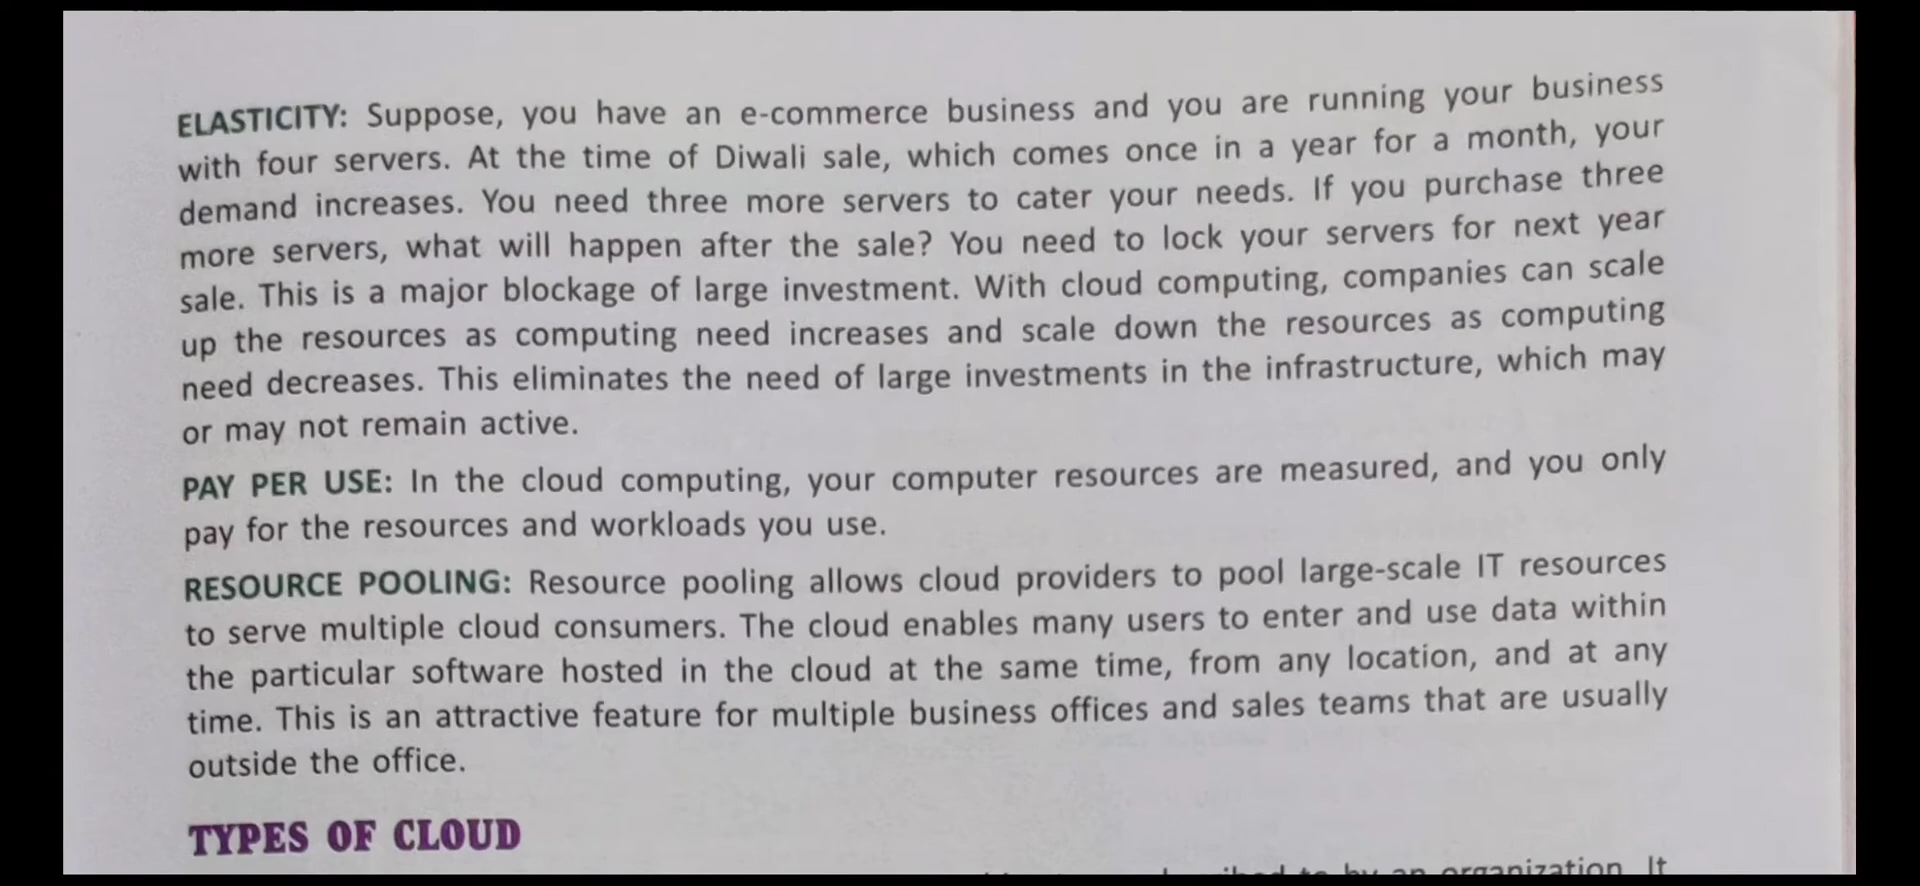 ELASTICITY: Suppose, you have an e-commerce business and you are running your business
with four servers. At the time of Diwali sale, which comes once in a year for a month, your
demand increases. You need three more servers to cater your needs. If you purchase three
more servers, what will happen after the sale? You need to lock your servers for next year
sale. This is a major blockage of large investment. With cloud computing, companies can scale
up the resources as computing need increases and scale down the resources as computing
need decreases. This eliminates the need of large investments in the infrastructure, which may
or may not remain active.
PAY PER USE: In the cloud computing, your computer resources are measured, and you only
pay for the resources and workloads you use.
RESOURCE POOLING: Resource pooling allows cloud providers to pool large-scale IT resources
to serve multiple cloud consumers. The cloud enables many users to enter and use data within
the particular software hosted in the cloud at the same time, from any location, and at any
time. This is an attractive feature for multiple business offices and sales teams that are usually
outside the office.
TYPES OF CLOUD
to by an organization. It